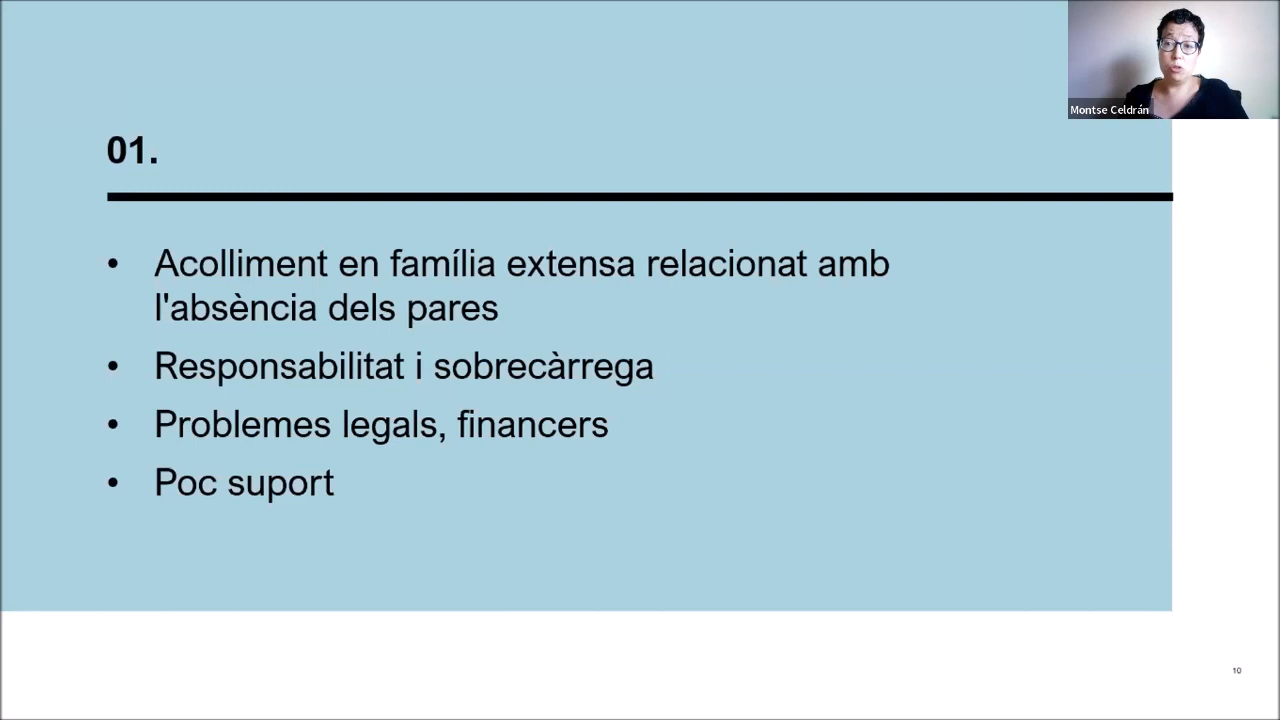 Montse Celdrán
01.
• Acolliment en família extensa relacionat amb
l'absència dels pares
• Responsabilitat i sobrecàrrega
• Problemes legals, financers
• Poc suport
10